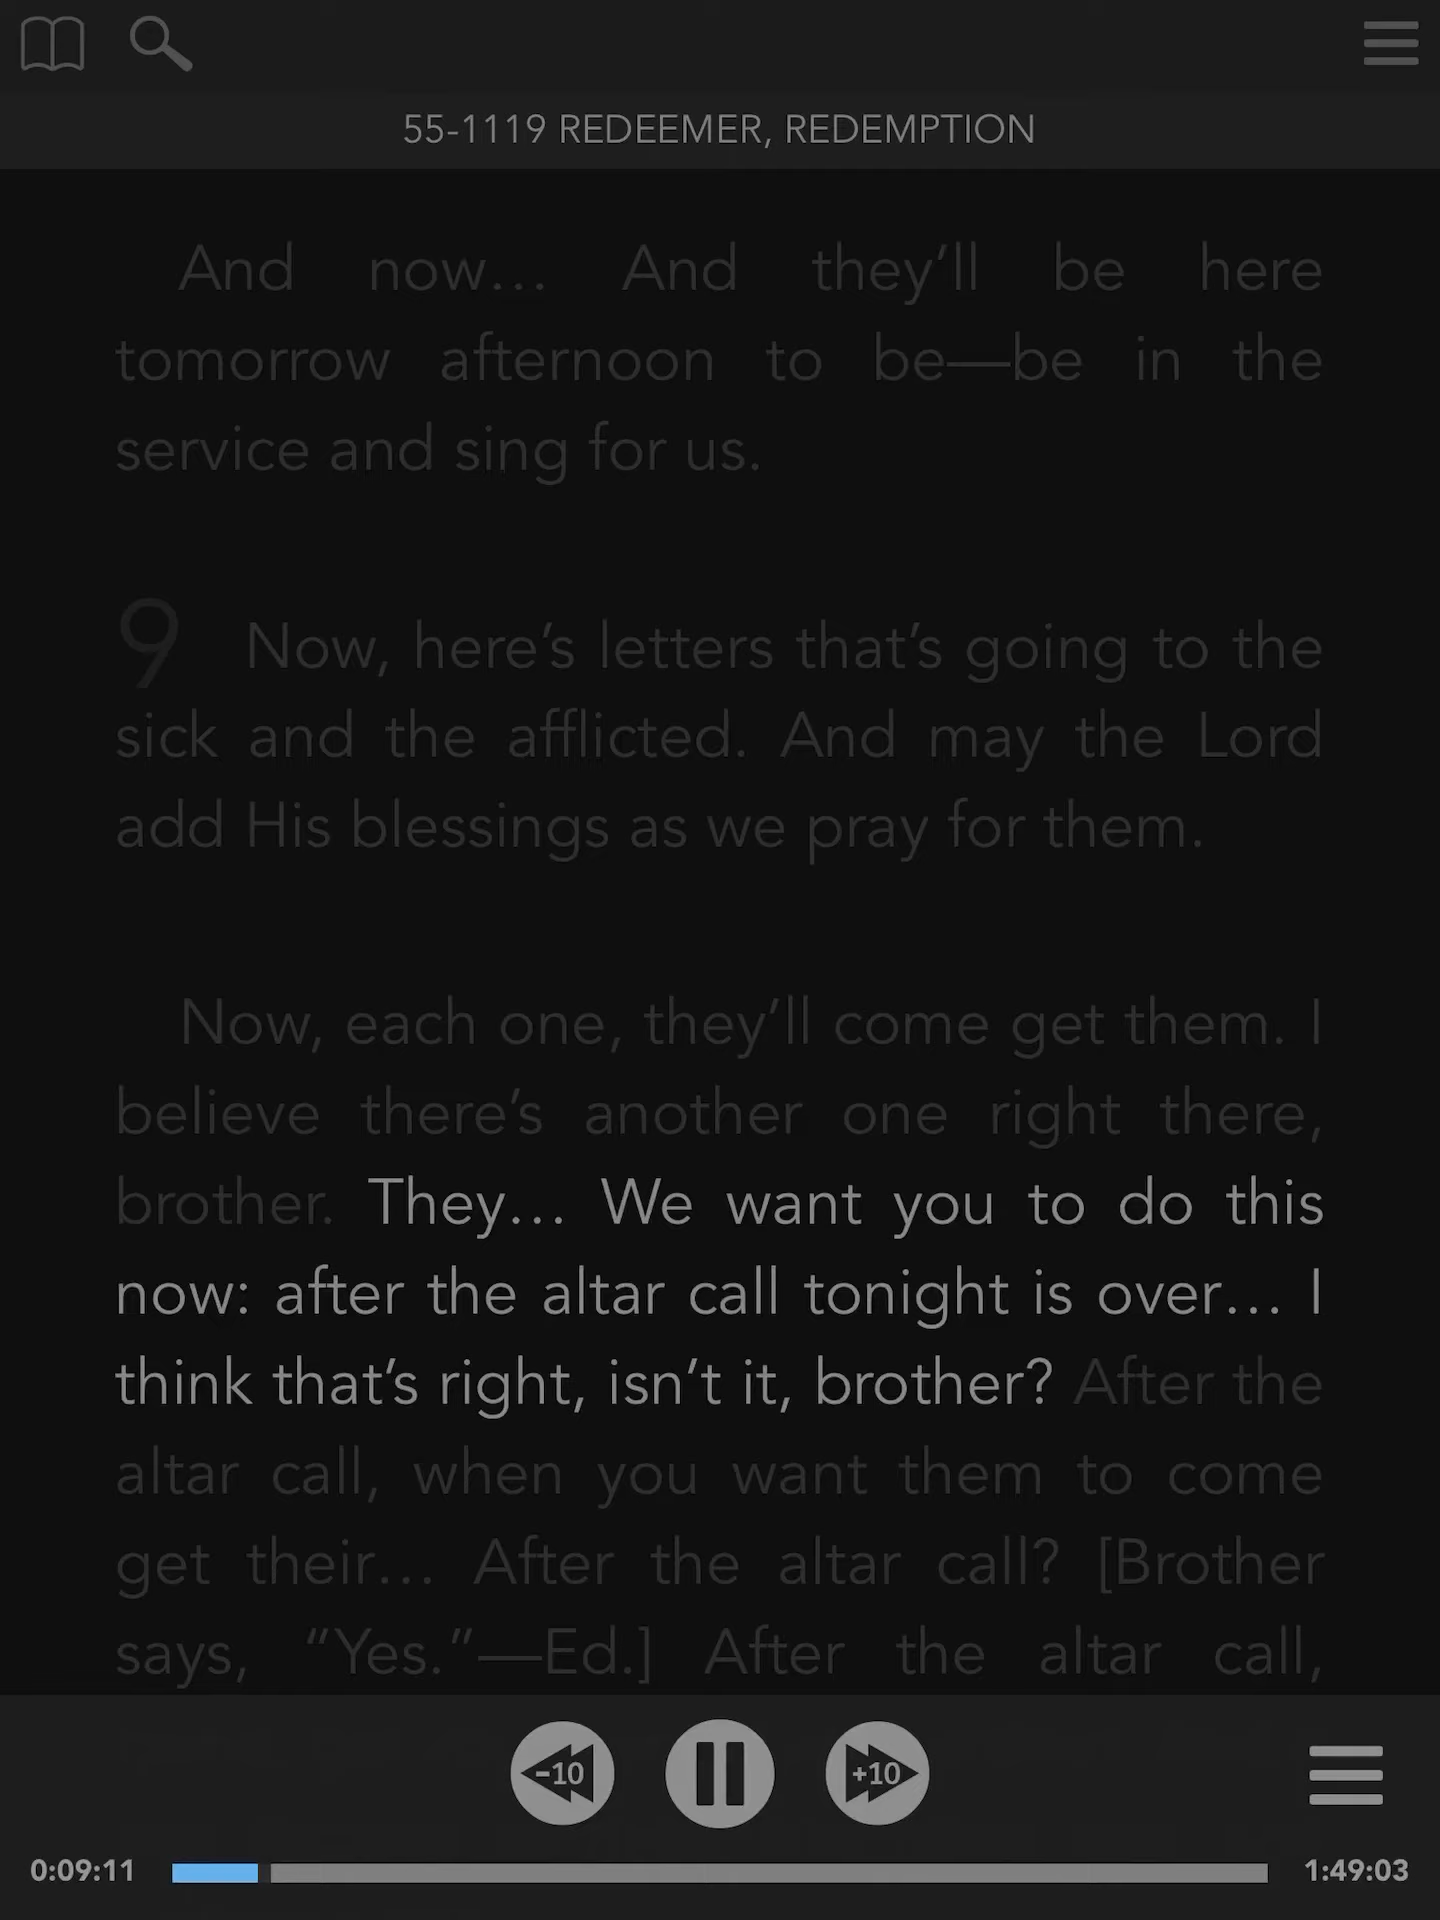 55-1119 REDEEMER, REDEMPTION
And now… And they’ll be here
tomorrow afternoon to be—be in the
service and sing for us.
9 Now, here’s letters that’s going to the
sick and the afflicted. And may the Lord
add His blessings as we pray for them.
Now, each one, they’ll come get them. I
believe there’s another one right there,
brother. They… We want you to do this
now: after the altar call tonight is over… I
think that’s right, isn’t it, brother? After the
altar call, when you want them to come
get their… After the altar call? [Brother
says, “Yes.”—Ed.] After the altar call,
-10
+10
0:09:11
1:49:03